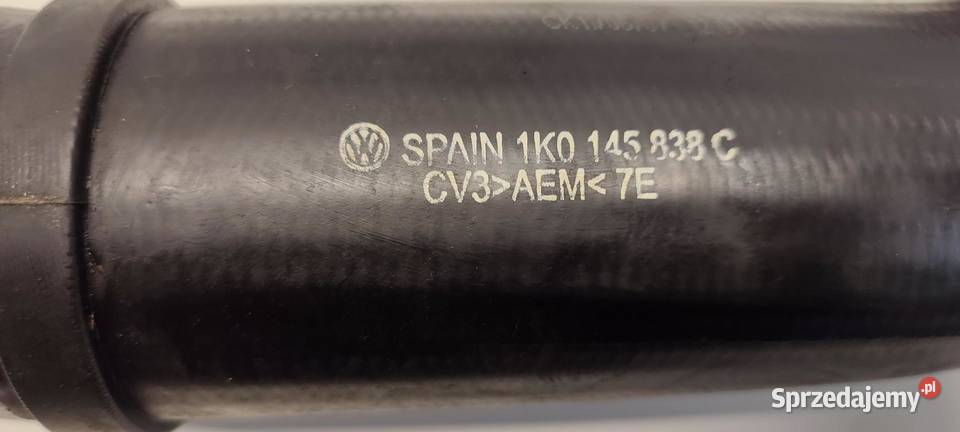 SPAIN 1K0 145 838 C
CV3>AEM< 7E
Sprzedajemy.pl